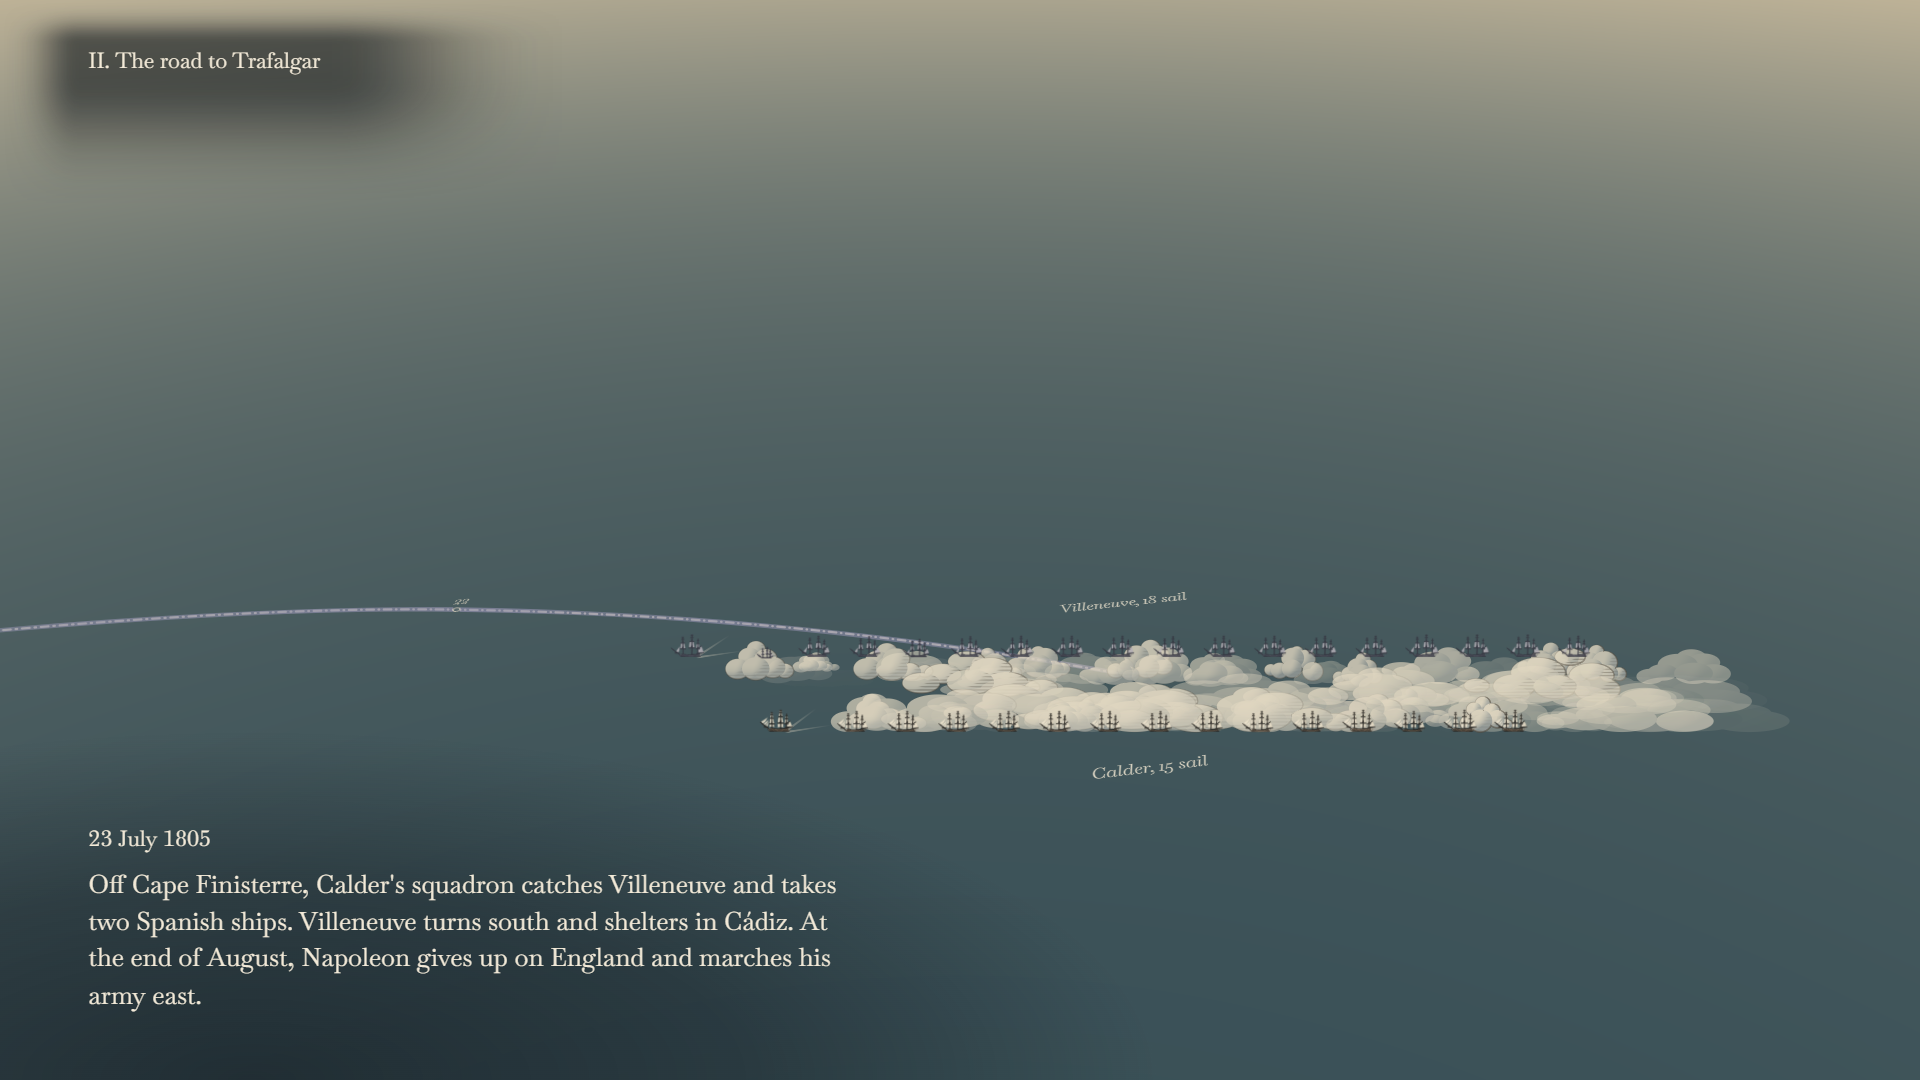 II. The road to Trafalgar
22
Villeneuve, 18 sail
Calder, 15 sail
23 July 1805
Off Cape Finisterre, Calder's squadron catches Villeneuve and takes
two Spanish ships. Villeneuve turns south and shelters in Cádiz. At
the end of August, Napoleon gives up on England and marches his
army east.